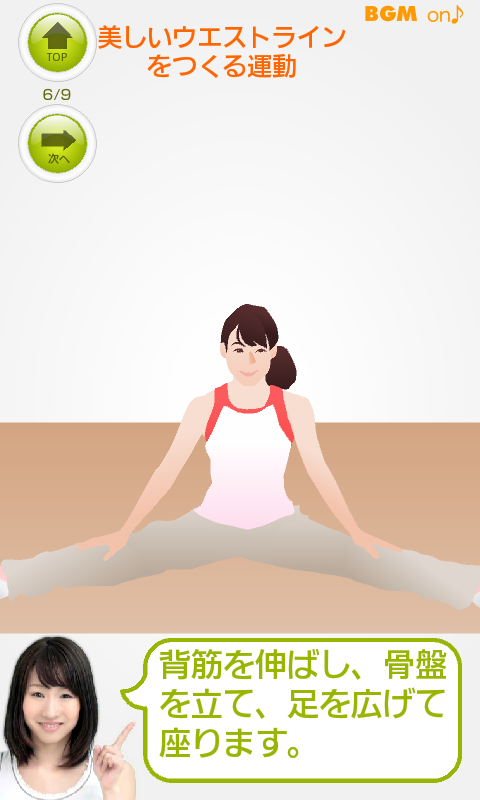 BGM on♪
TOP
美しいウエストライン
をつくる運動
6/9
次へ
背筋を伸ばし、骨盤
を立て、足を広げて
座ります。